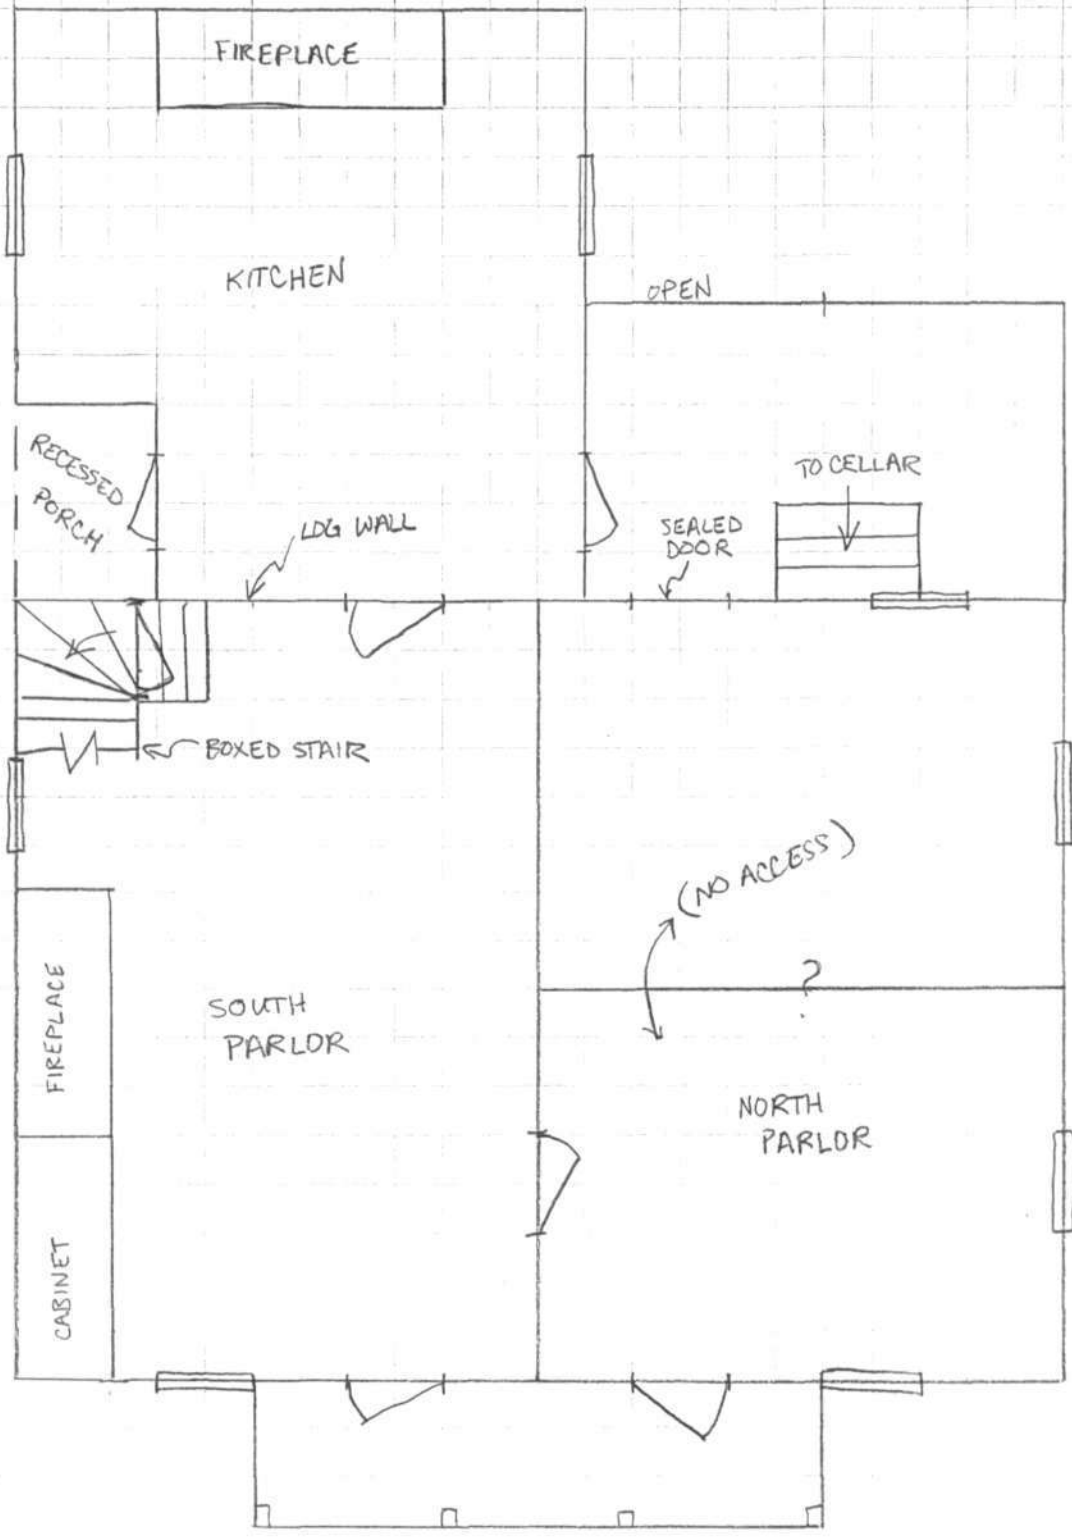 FIREPLACE
KITCHEN
OPEN
RECESSED
PORCH
TO CELLAR
LOG WALL
SEALED
DOOR
BOXED STAIR
(NO ACCESS)
?
FIREPLACE
SOUTH
PARLOR
NORTH
PARLOR
CABINET